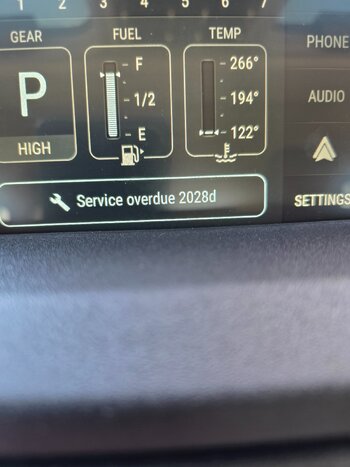 1 2 3 4 5 6 7
GEAR FUEL TEMP
PHONE
F 266°
P 1/2 194° AUDIO
E 122°
HIGH
Service overdue 2028d SETTINGS